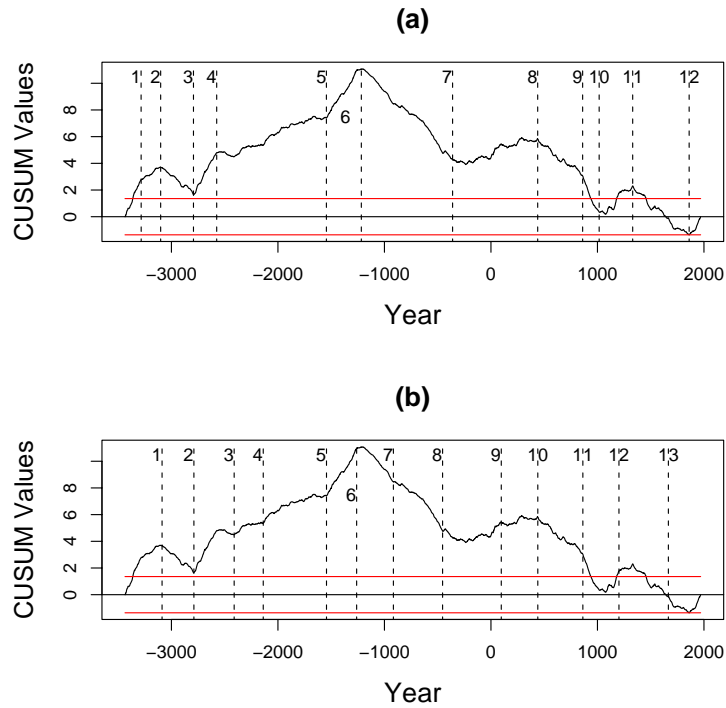 (a)
1 2 3 4 5 6 7 8 9 10 11 12
CUSUM Values
0 2 4 6 8
−3000 −2000 −1000 0 1000 2000
Year
(b)
1 2 3 4 5 6 7 8 9 10 11 12 13
CUSUM Values
0 2 4 6 8
−3000 −2000 −1000 0 1000 2000
Year